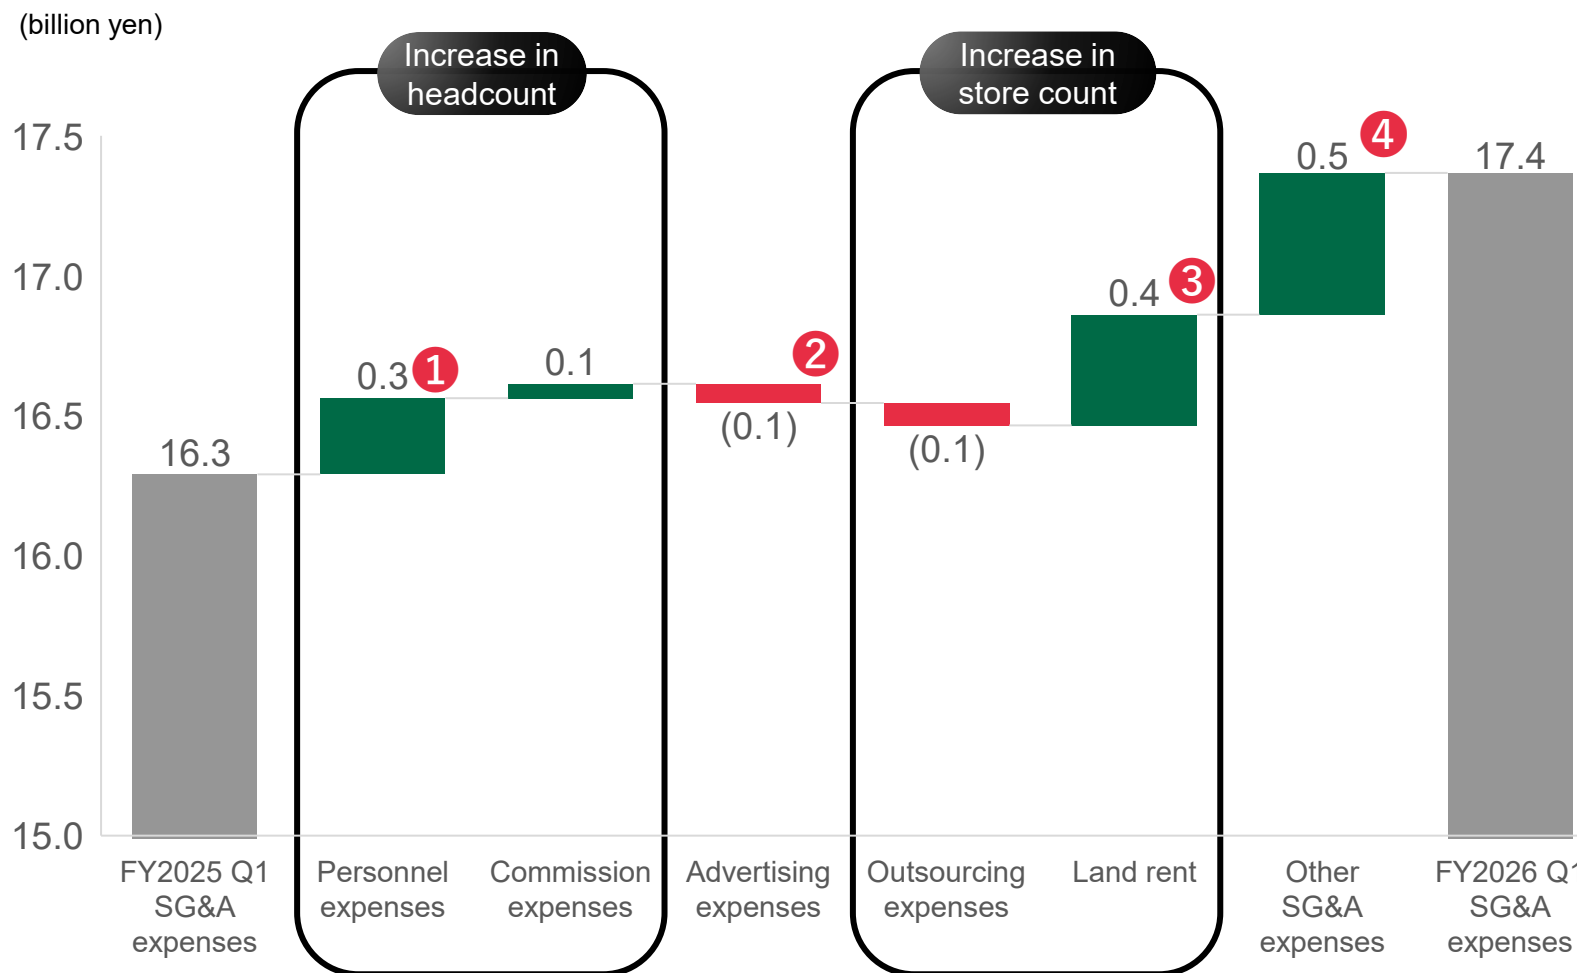 (billion yen)
Increase in
headcount
Increase in
store count
17.5
17.0
16.5
16.0
15.5
15.0
16.3
0.3
1
0.1
2
(0.1)
(0.1)
0.4
3
0.5
4
17.4
FY2025 Q1
SG&A
expenses
Personnel
expenses
Commission
expenses
Advertising
expenses
Outsourcing
expenses
Land rent
Other
SG&A
expenses
FY2026 Q1
SG&A
expenses